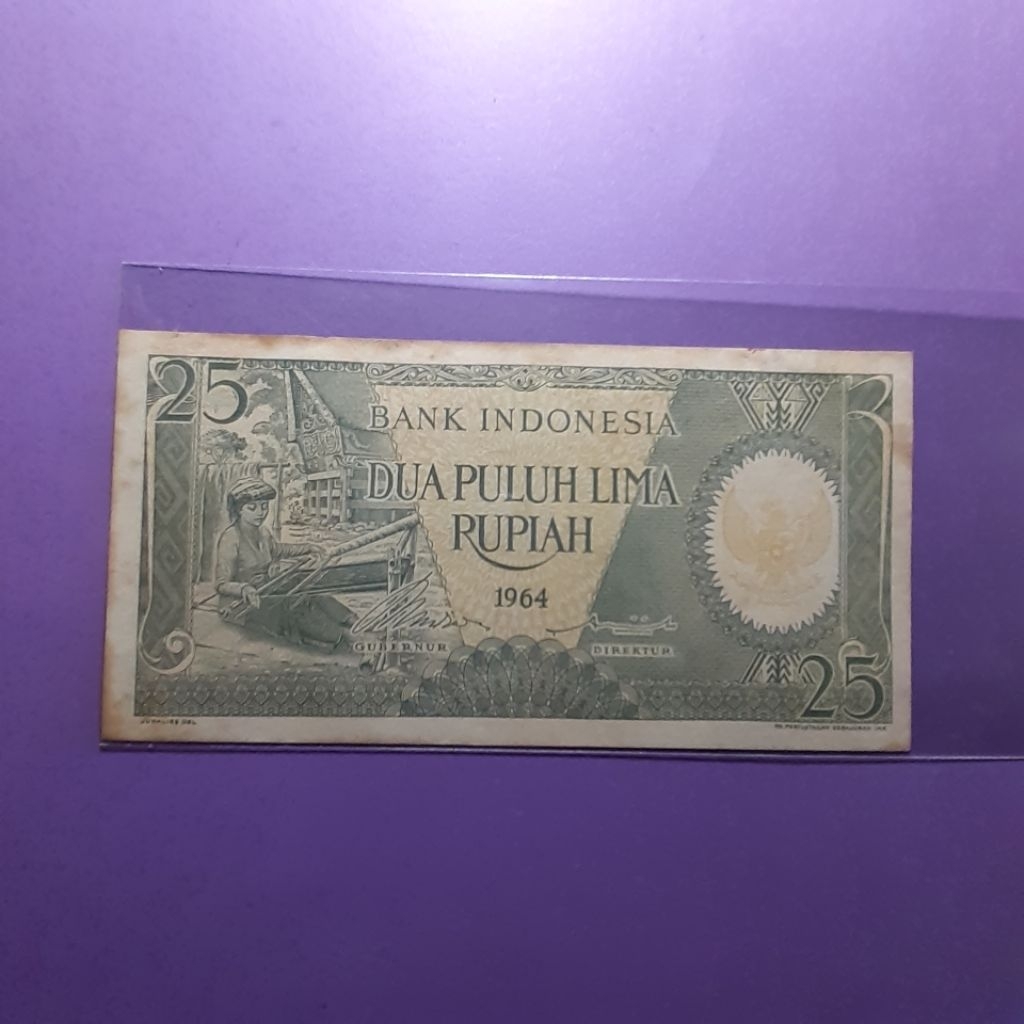 25
BANK INDONESIA
DUA PULUH LIMA
RUPIAH
1964
GUBERNUR
DIREKTUR
25